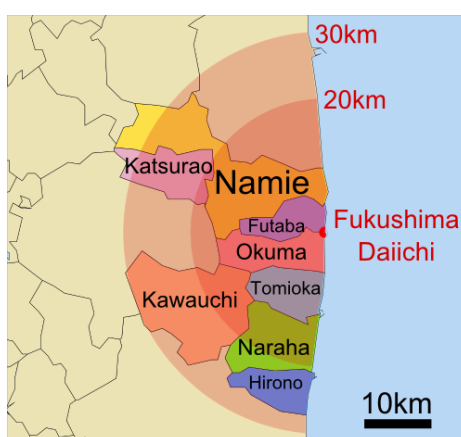 30km
20km
Katsurao
Namie
Futaba
Fukushima
Daiichi
Okuma
Tomioka
Kawauchi
Naraha
Hirono
10km